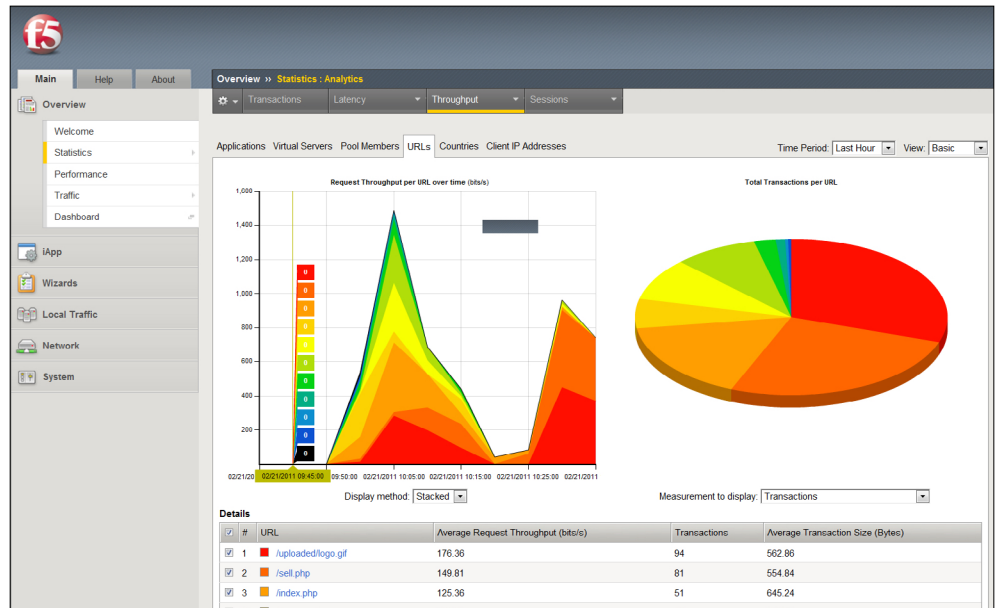 f5
Main Help About
Overview
Welcome
Statistics
Performance
Traffic
Dashboard
iApp
Wizards
Local Traffic
Network
System
Overview ›› Statistics : Analytics
Transactions Latency Throughput Sessions
Applications Virtual Servers Pool Members URLs Countries Client IP Addresses
Time Period: Last Hour View: Basic
Request Throughput per URL over time (bits/s)
1,000
1,400
1,200
1,000
800
600
400
200
0
0
0
0
0
0
0
0
0
0
0
02/21/20 02/21/2011 09:45:00 09:50:00 02/21/2011 10:05:00 02/21/2011 10:15:00 02/21/2011 10:25:00 02/21/2011
Display method: Stacked
Total Transactions per URL
Measurement to display: Transactions
Details
# URL Average Request Throughput (bits/s) Transactions Average Transaction Size (Bytes)
1 /uploaded/logo.gif 176.36 94 562.86
2 /sell.php 149.81 81 554.84
3 /index.php 125.36 51 645.24